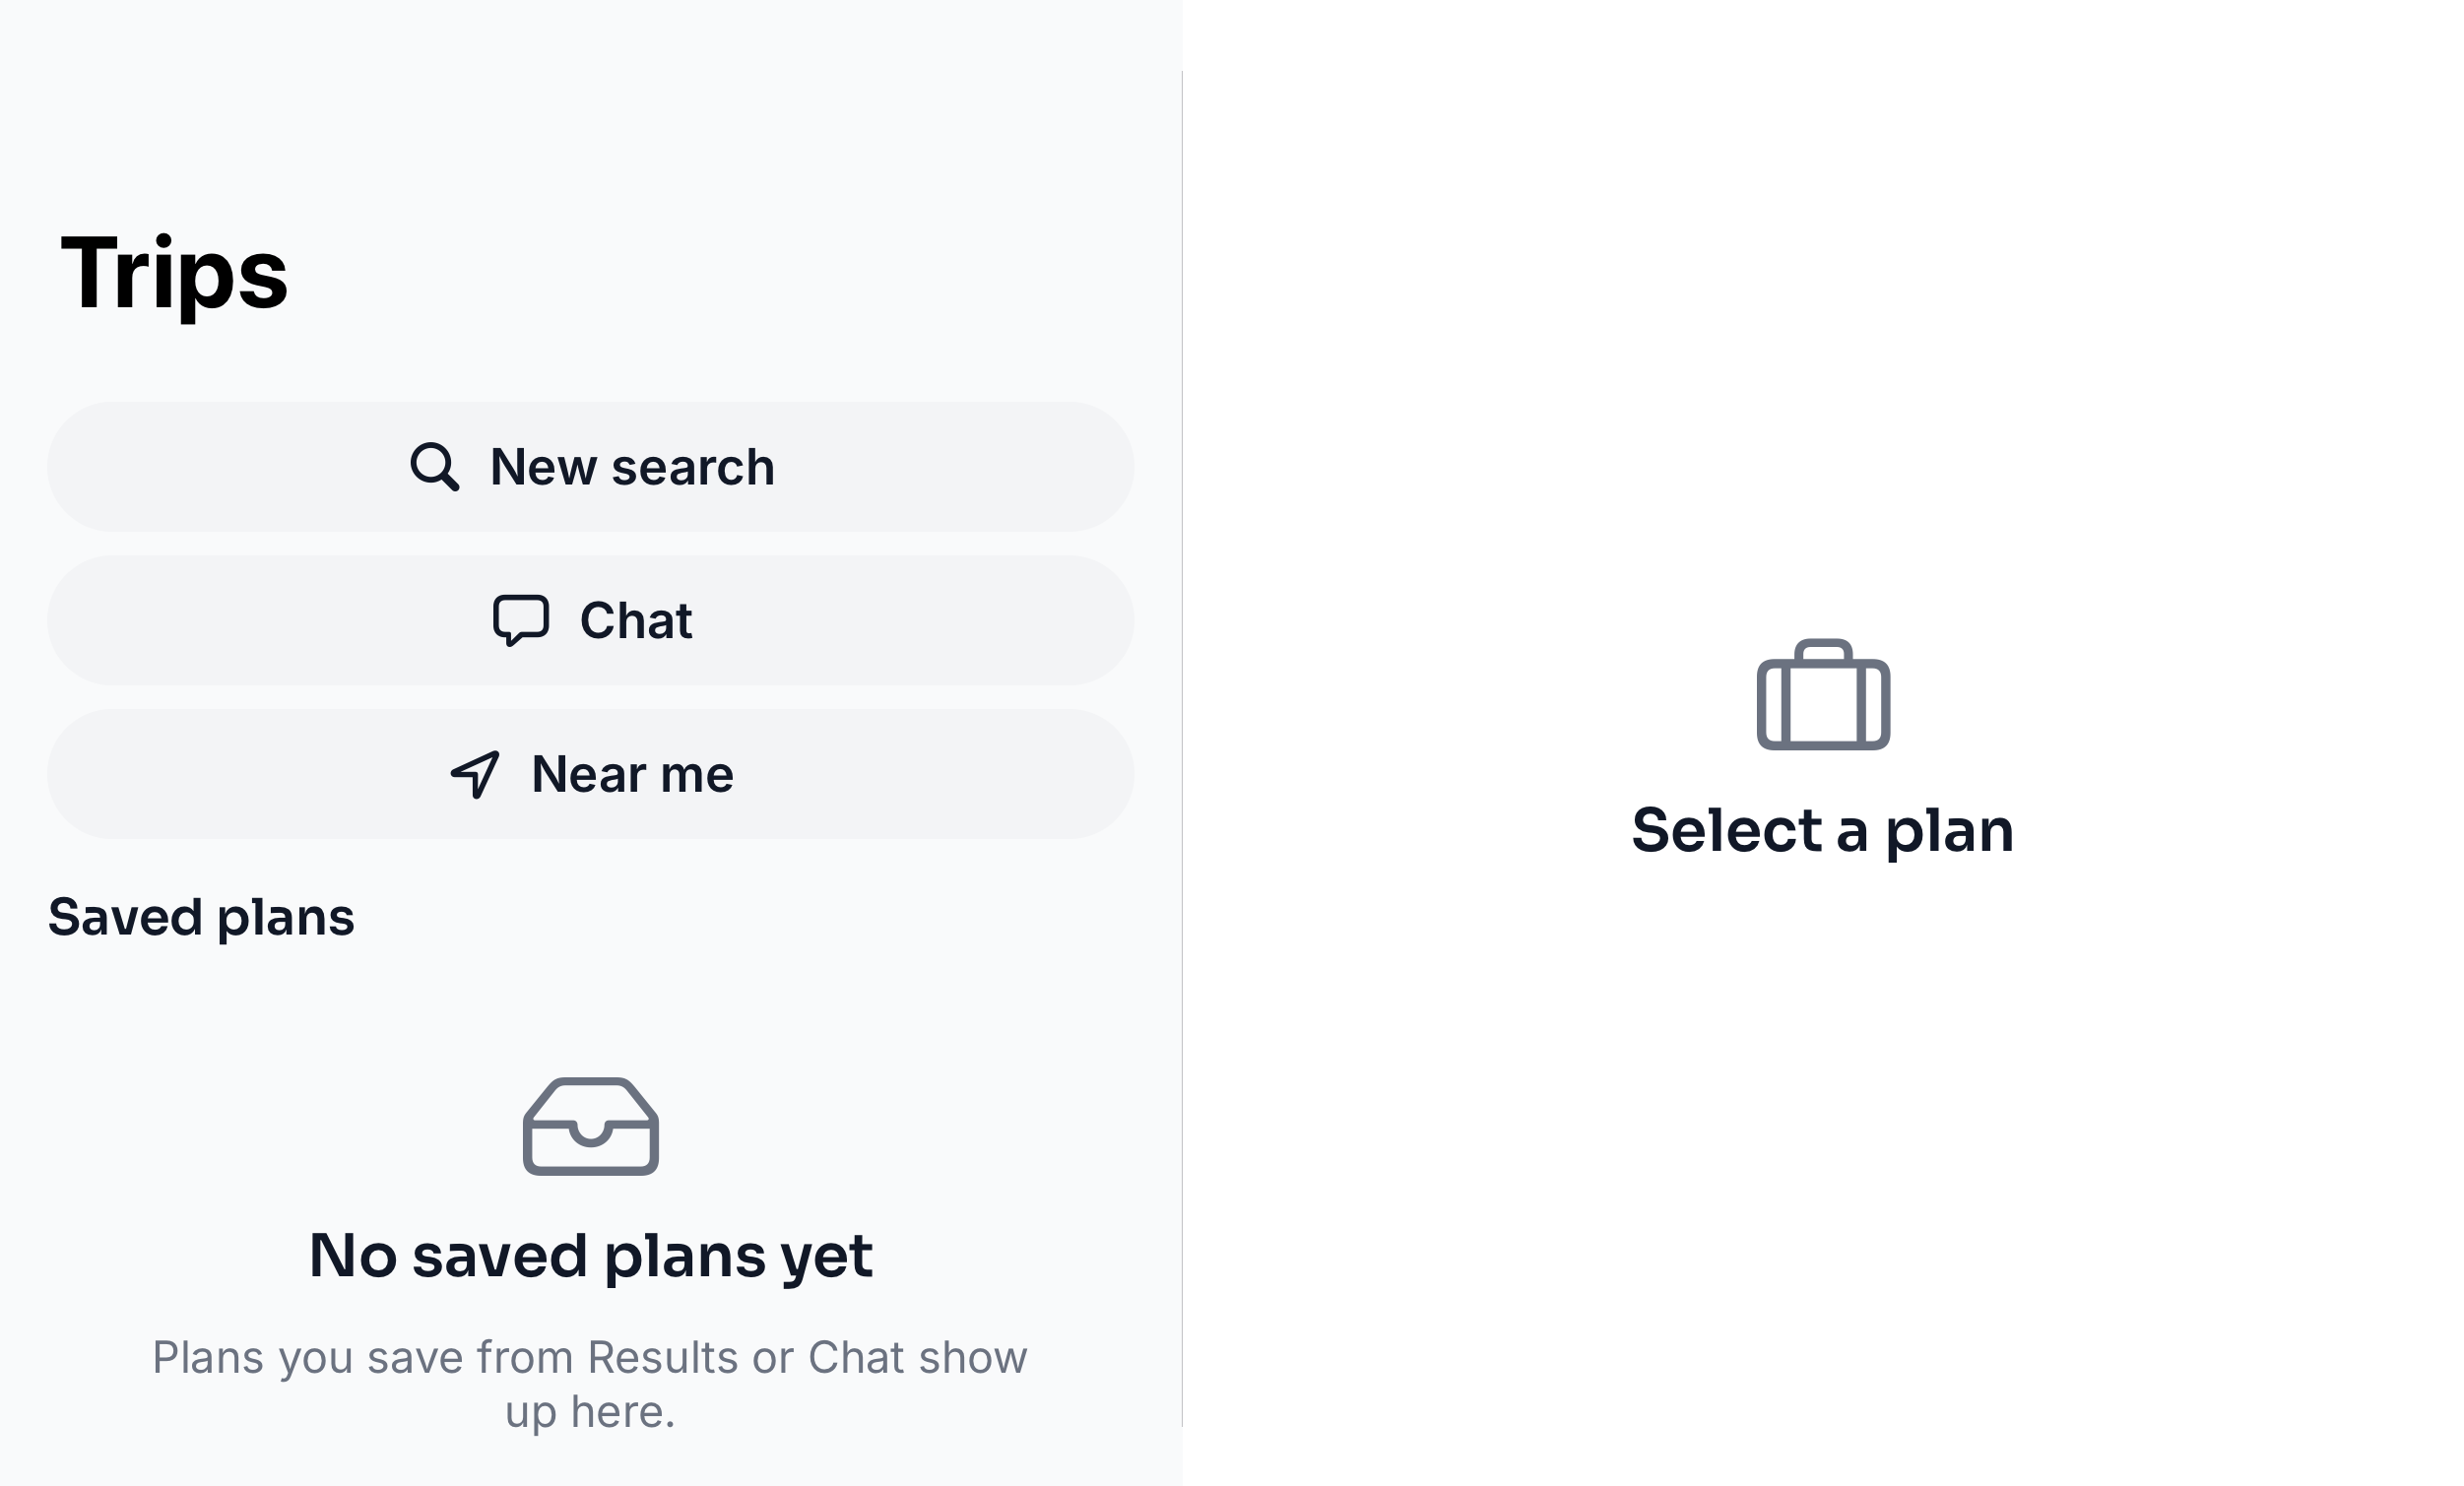 Trips
New search
Chat
Near me
Saved plans
No saved plans yet
Plans you save from Results or Chat show
up here.
Select a plan